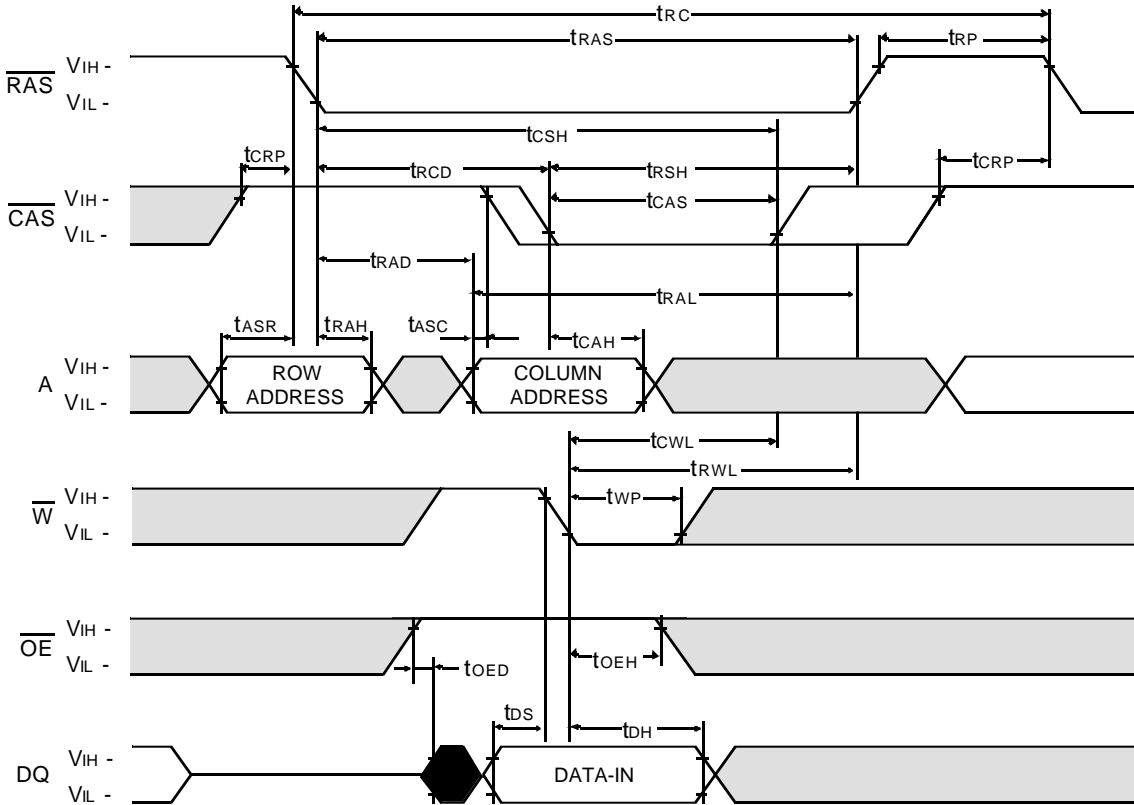 tRC
tRAS
tRP
RAS
VIH -
VIL -
tCSH
tCRP
tRCD
tRSH
tCRP
CAS
VIH -
VIL -
tCAS
tRAD
tRAL
tASR
tRAH
tASC
tCAH
A
VIH -
VIL -
ROW
ADDRESS
COLUMN
ADDRESS
tCWL
tRWL
W
VIH -
VIL -
tWP
OE
VIH -
VIL -
tOED
tOEH
tDS
tDH
DQ
VIH -
VIL -
DATA-IN